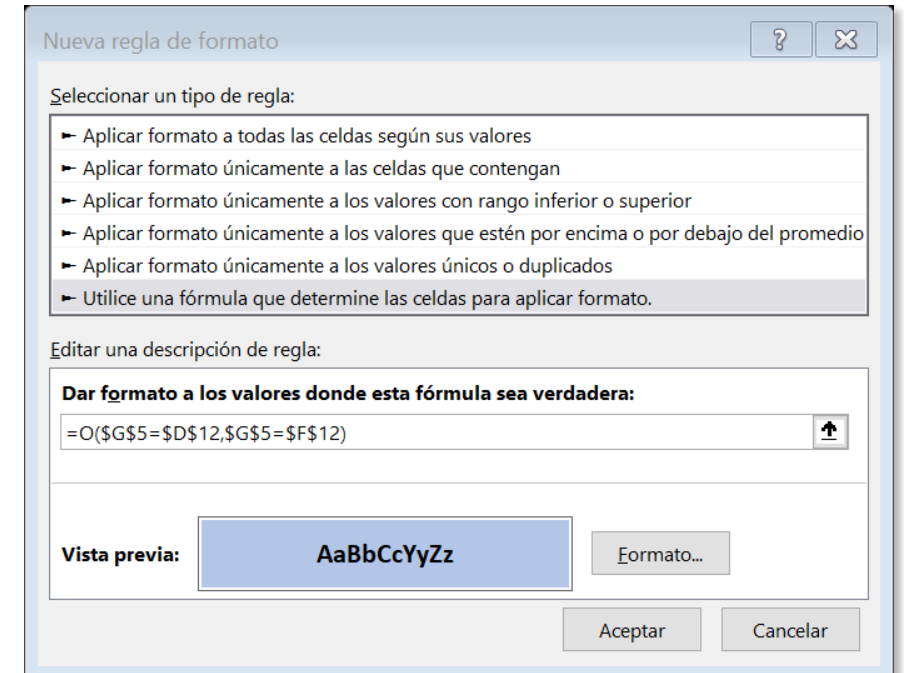 Nueva regla de formato
Seleccionar un tipo de regla:
► Aplicar formato a todas las celdas según sus valores
► Aplicar formato únicamente a las celdas que contengan
► Aplicar formato únicamente a los valores con rango inferior o superior
► Aplicar formato únicamente a los valores que estén por encima o por debajo del promedio
► Aplicar formato únicamente a los valores únicos o duplicados
► Utilice una fórmula que determine las celdas para aplicar formato.
Editar una descripción de regla:
Dar formato a los valores donde esta fórmula sea verdadera:
=O($G$5=$D$12,$G$5=$F$12)
Vista previa: AaBbCcYyZz Formato...
Aceptar Cancelar